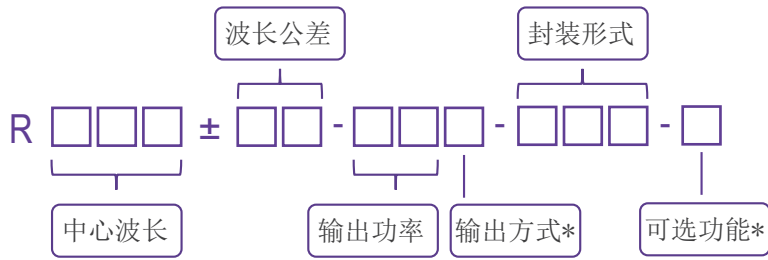 波长公差 封装形式
R □□□ ± □□ - □□□ - □□□ - □
中心波长 输出功率 输出方式* 可选功能*